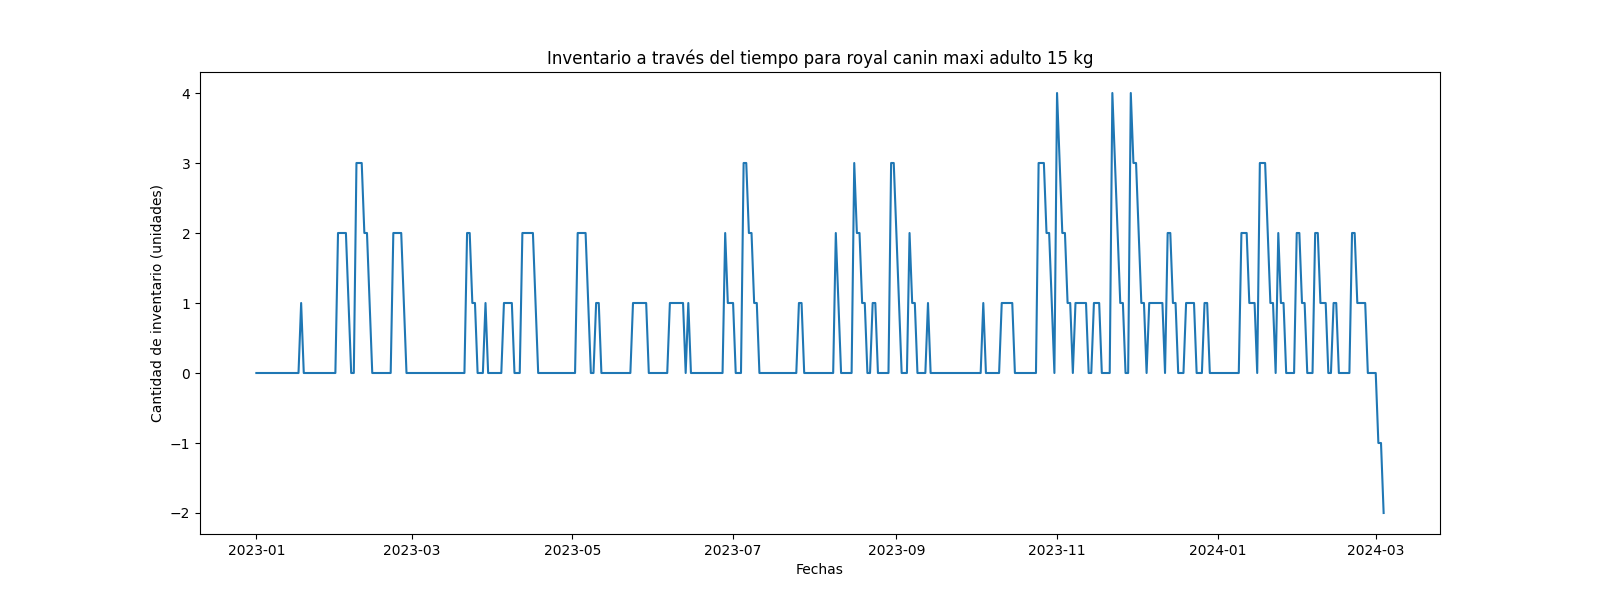 Inventario a través del tiempo para royal canin maxi adulto 15 kg
Cantidad de inventario (unidades)
4
3
2
1
0
−1
−2
2023-01 2023-03 2023-05 2023-07 2023-09 2023-11 2024-01 2024-03
Fechas